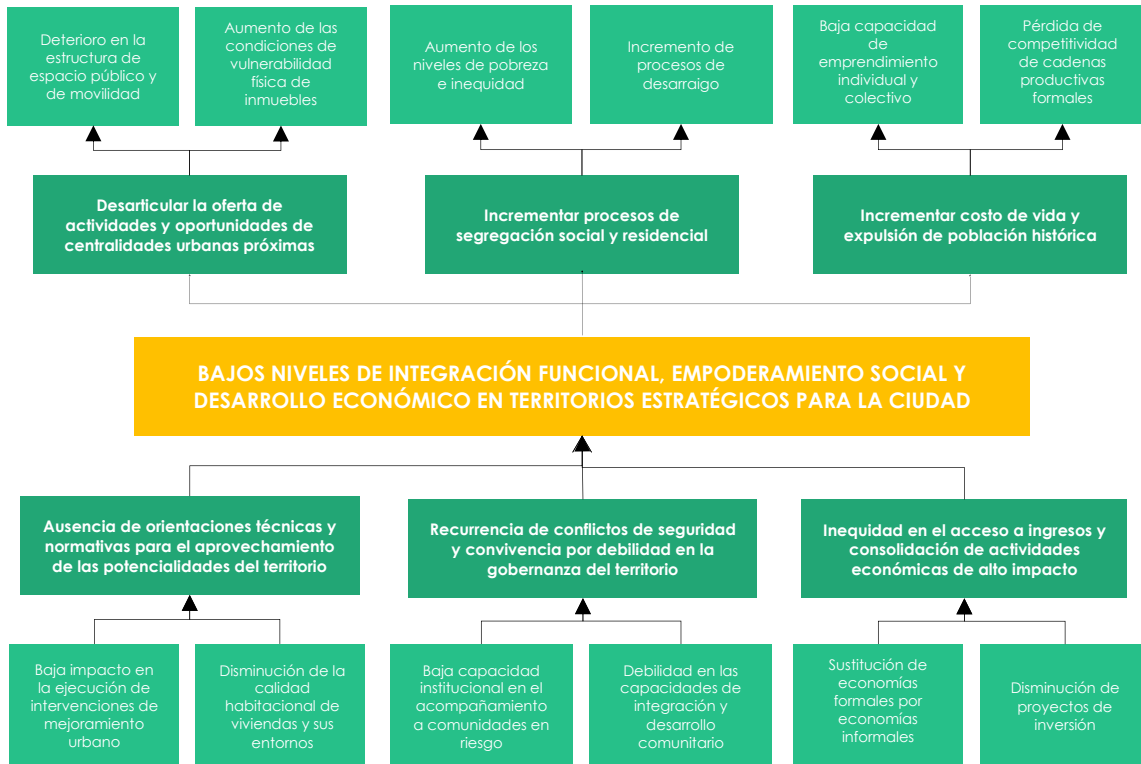 Deterioro en la
estructura de
espacio público y
de movilidad
Aumento de las
condiciones de
vulnerabilidad
física de
inmuebles
Aumento de los
niveles de pobreza
e inequidad
Incremento de
procesos de
desarraigo
Baja capacidad
de
emprendimiento
individual y
colectivo
Pérdida de
competitividad
de cadenas
productivas
formales
Desarticular la oferta de
actividades y oportunidades de
centralidades urbanas próximas
Incrementar procesos de
segregación social y residencial
Incrementar costo de vida y
expulsión de población histórica
BAJOS NIVELES DE INTEGRACIÓN FUNCIONAL, EMPODERAMIENTO SOCIAL Y
DESARROLLO ECONÓMICO EN TERRITORIOS ESTRATÉGICOS PARA LA CIUDAD
Ausencia de orientaciones técnicas y
normativas para el aprovechamiento
de las potencialidades del territorio
Recurrencia de conflictos de seguridad
y convivencia por debilidad en la
gobernanza del territorio
Inequidad en el acceso a ingresos y
consolidación de actividades
económicas de alto impacto
Baja impacto en
la ejecución de
intervenciones de
mejoramiento
urbano
Disminución de la
calidad
habitacional de
viviendas y sus
entornos
Baja capacidad
institucional en el
acompañamiento
a comunidades en
riesgo
Debilidad en las
capacidades de
integración y
desarrollo
comunitario
Sustitución de
economías
formales por
economías
informales
Disminución de
proyectos de
inversión